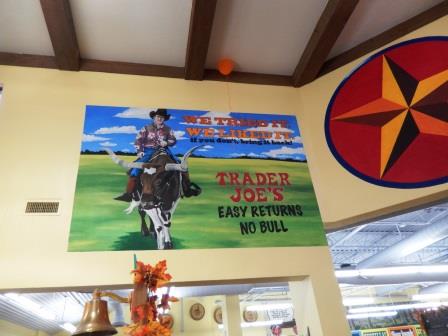 WE TRIED IT
WE LIKED IT
if you don't, bring it back!
TRADER
JOE'S
EASY RETURNS
NO BULL